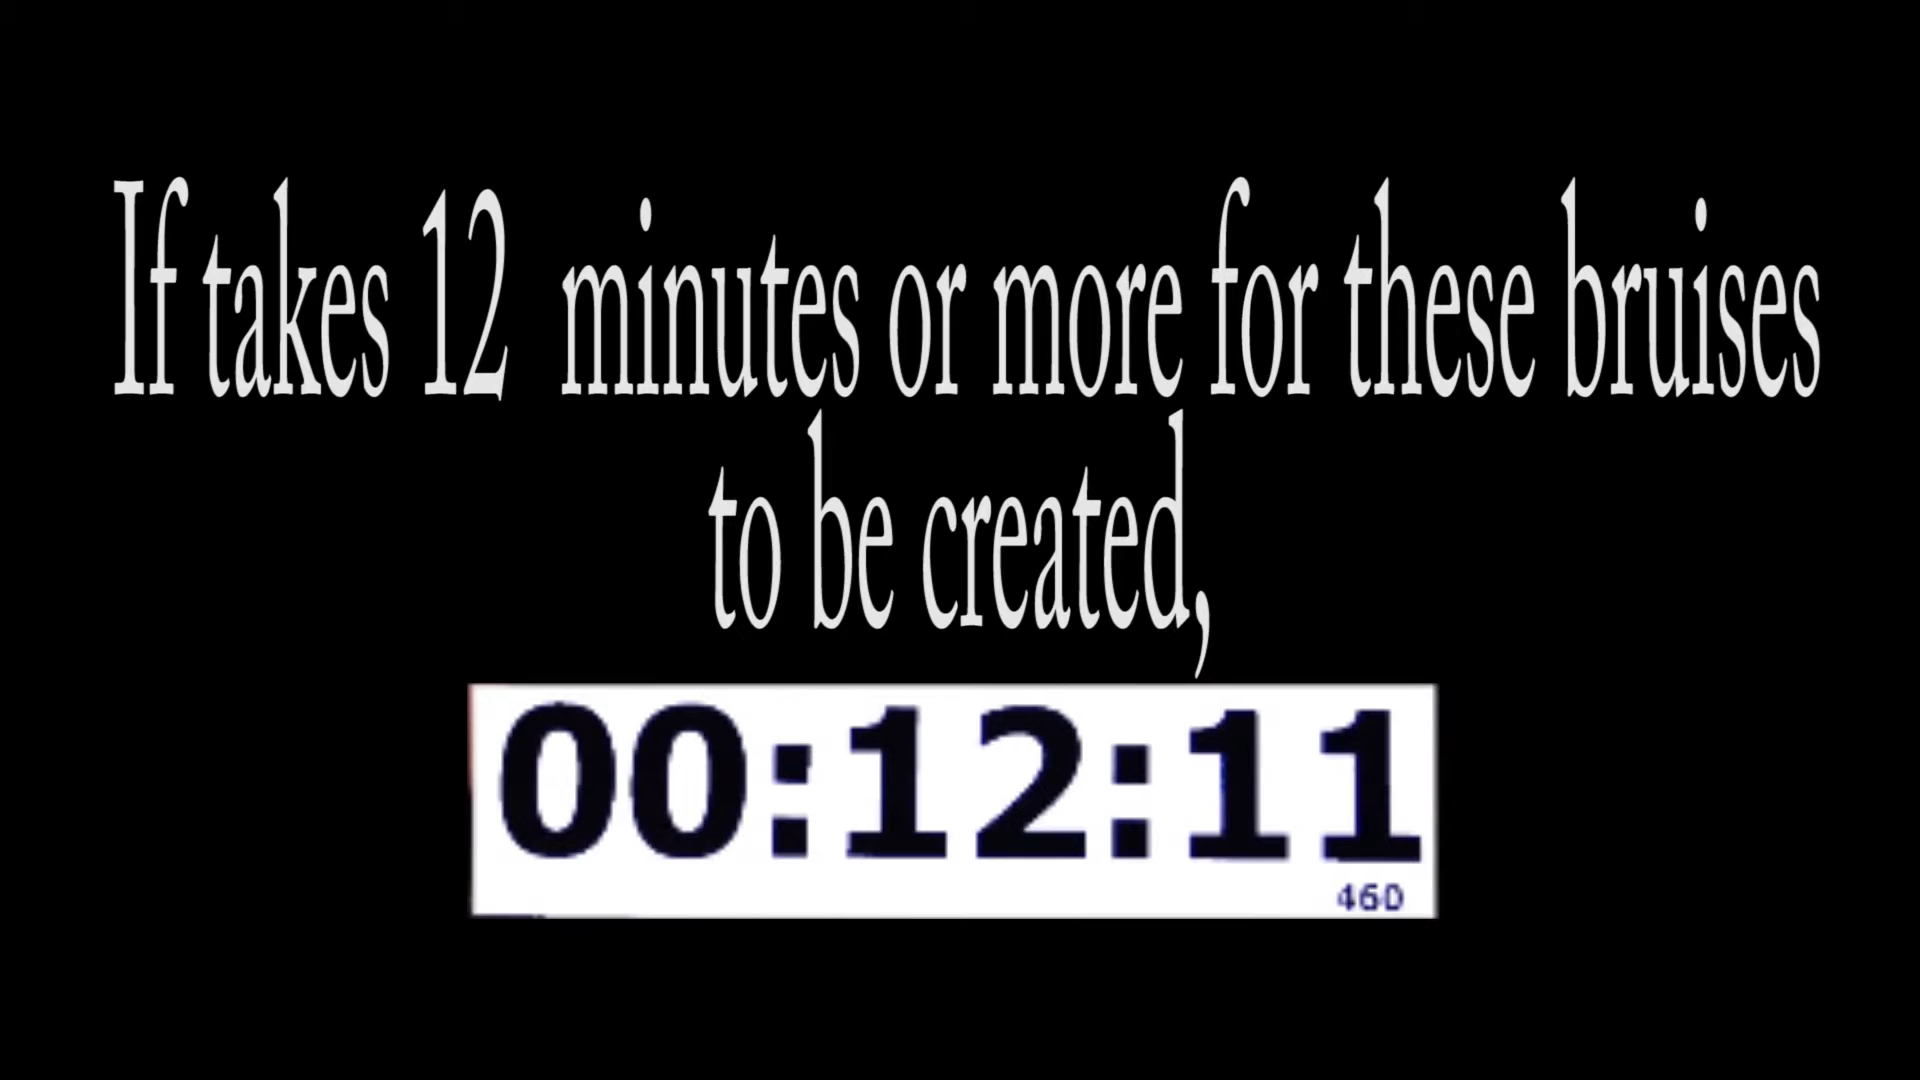 If takes 12 minutes or more for these bruises
to be created,
00:12:11
460